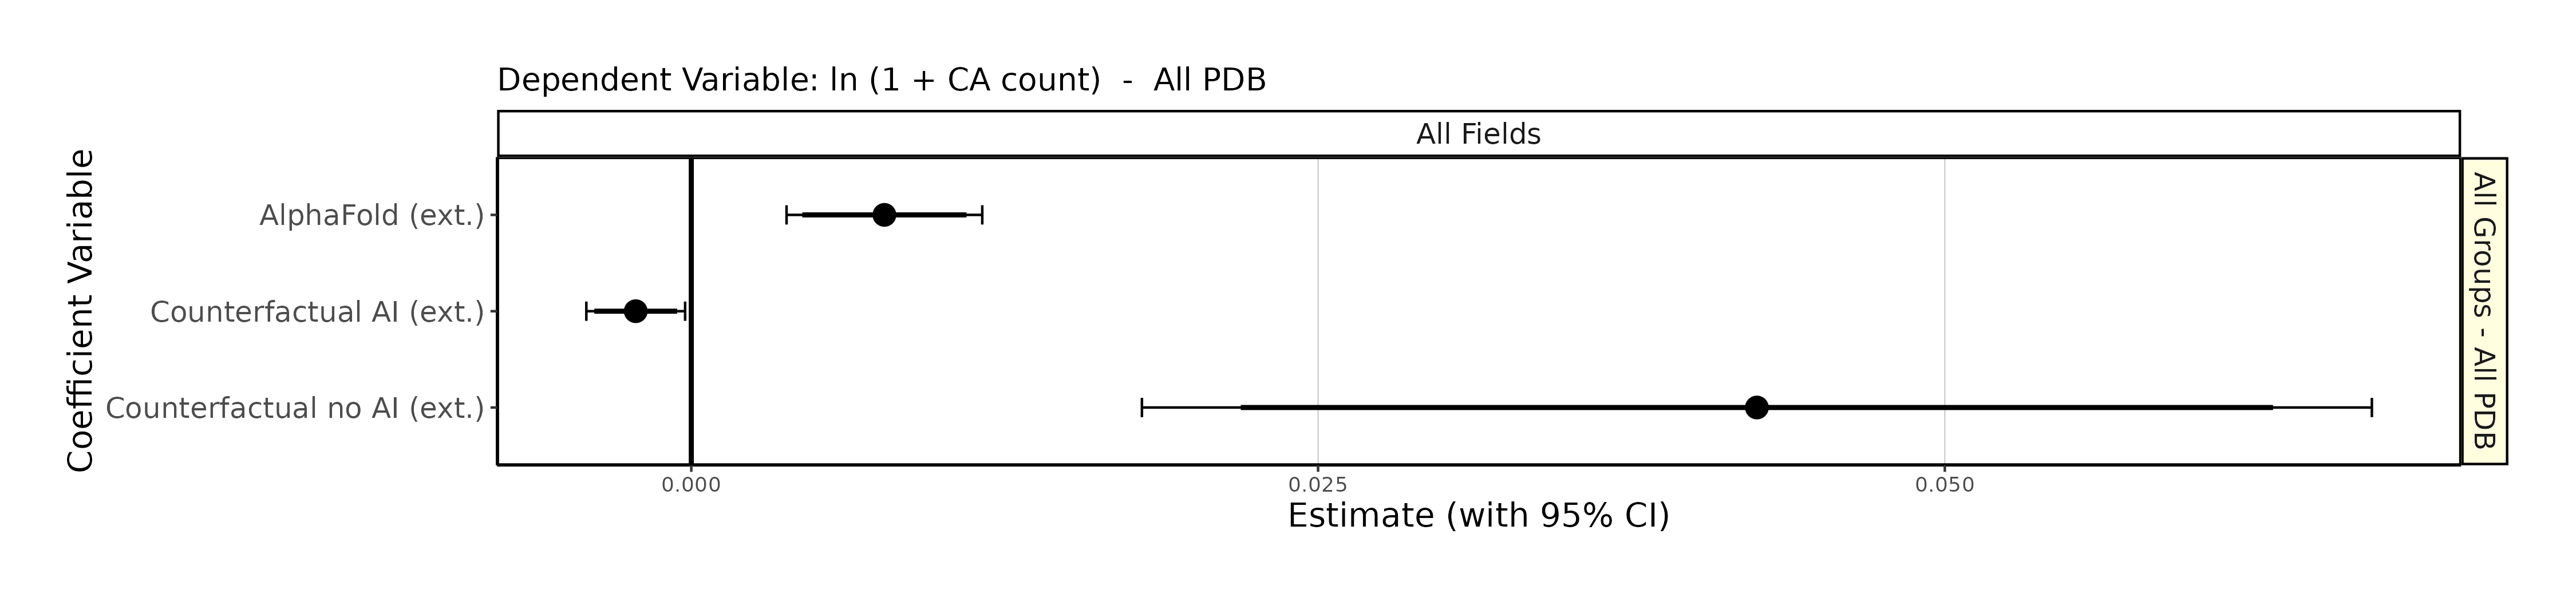 Dependent Variable: ln (1 + CA count)  -  All PDB
All Fields
Coefficient Variable
AlphaFold (ext.)
Counterfactual AI (ext.)
Counterfactual no AI (ext.)
All Groups - All PDB
0.000
0.025
0.050
Estimate (with 95% CI)